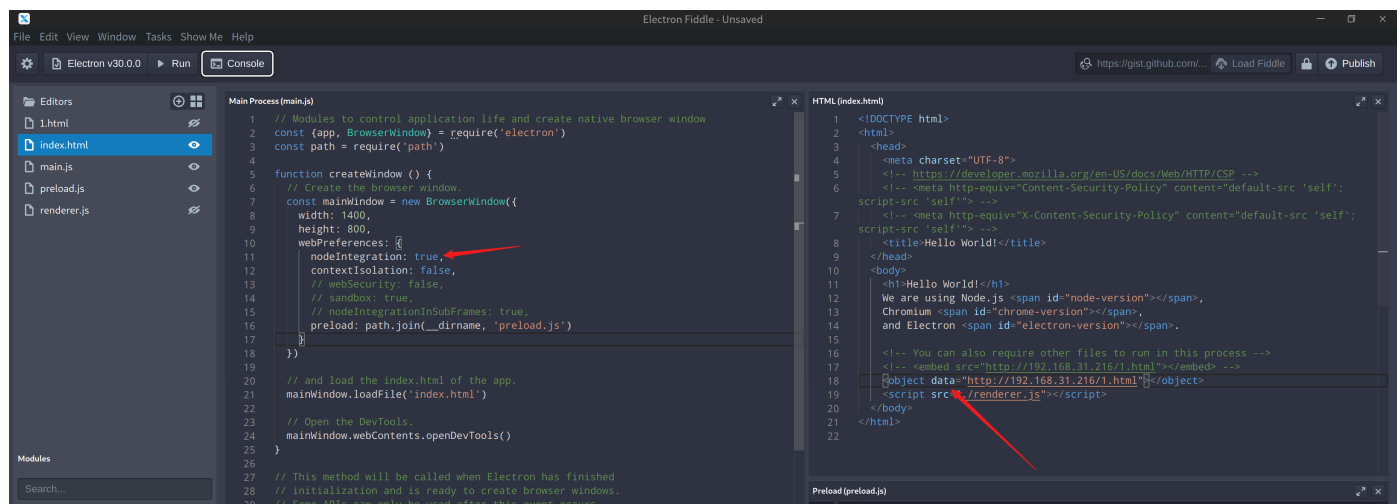 Electron Fiddle - Unsaved
File Edit View Window Tasks Show Me Help
Electron v30.0.0 Run Console https://gist.github.com/... Load Fiddle Publish
Editors
1.html
index.html
main.js
preload.js
renderer.js
Modules
Search...
Main Process (main.js)
1 // Modules to control application life and create native browser window
2 const {app, BrowserWindow} = require('electron')
3 const path = require('path')
4
5 function createWindow () {
6 // Create the browser window.
7 const mainWindow = new BrowserWindow({
8 width: 1400,
9 height: 800,
10 webPreferences: {
11 nodeIntegration: true,
12 contextIsolation: false,
13 // webSecurity: false,
14 // sandbox: true,
15 // nodeIntegrationInSubFrames: true,
16 preload: path.join(__dirname, 'preload.js')
17 }
18 })
19
20 // and load the index.html of the app.
21 mainWindow.loadFile('index.html')
22
23 // Open the DevTools.
24 mainWindow.webContents.openDevTools()
25 }
26
27 // This method will be called when Electron has finished
28 // initialization and is ready to create browser windows.
29 // Some APIs can only be used after this event occurs.
HTML (index.html)
1 <!DOCTYPE html>
2 <html>
3 <head>
4 <meta charset="UTF-8">
5 <!-- https://developer.mozilla.org/en-US/docs/Web/HTTP/CSP -->
6 <!-- <meta http-equiv="Content-Security-Policy" content="default-src 'self';
script-src 'self'"> -->
7 <!-- <meta http-equiv="X-Content-Security-Policy" content="default-src 'self';
script-src 'self'"> -->
8 <title>Hello World!</title>
9 </head>
10 <body>
11 <h1>Hello World!</h1>
12 We are using Node.js <span id="node-version"></span>,
13 Chromium <span id="chrome-version"></span>,
14 and Electron <span id="electron-version"></span>.
15
16 <!-- You can also require other files to run in this process -->
17 <!-- <embed src="http://192.168.31.216/1.html"></embed> -->
18 <object data="http://192.168.31.216/1.html"></object>
19 <script src="./renderer.js"></script>
20 </body>
21 </html>
22
Preload (preload.js)